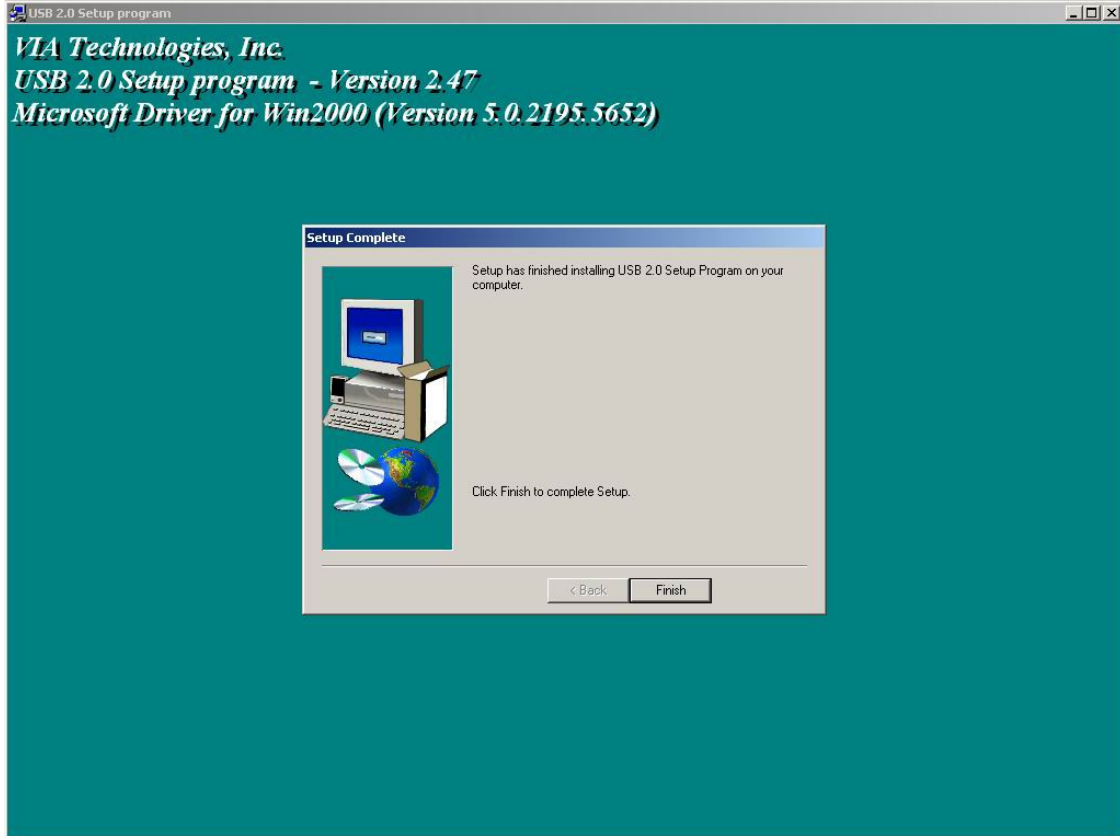 USB 2.0 Setup program
VIA Technologies, Inc.
USB 2.0 Setup program - Version 2.47
Microsoft Driver for Win2000 (Version 5.0.2195.5652)
Setup Complete
Setup has finished installing USB 2.0 Setup Program on your
computer.
Click Finish to complete Setup.
< Back
Finish